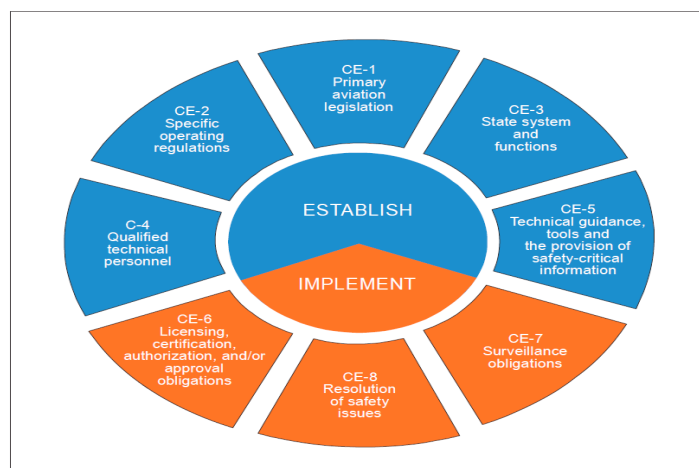 CE-1
Primary
aviation
legislation
CE-2
Specific
operating
regulations
CE-3
State system
and
functions
C-4
Qualified
technical
personnel
ESTABLISH
CE-5
Technical guidance,
tools and
the provision of
safety-critical
information
IMPLEMENT
CE-6
Licensing,
certification,
authorization, and/or
approval
obligations
CE-7
Surveillance
obligations
CE-8
Resolution
of safety
issues